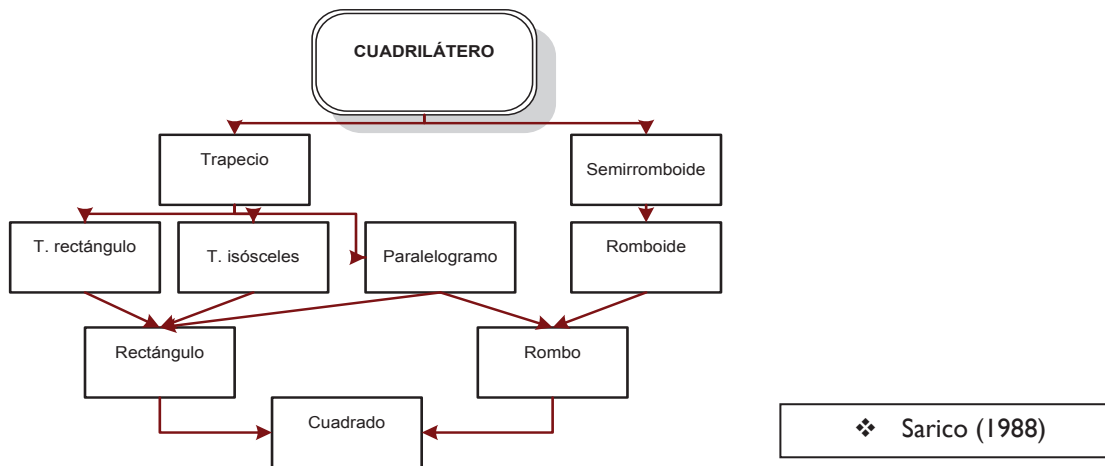 CUADRILÁTERO
Trapecio
Semirromboide
T. rectángulo
T. isósceles
Paralelogramo
Romboide
Rectángulo
Rombo
Cuadrado
❖ Sarico (1988)